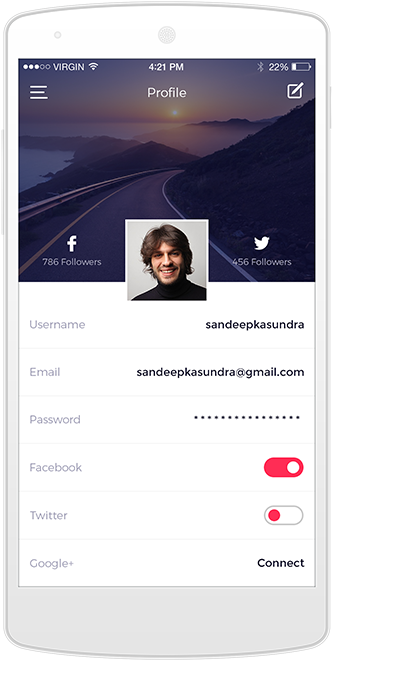 VIRGIN 4:21 PM 22%
Profile
786 Followers 456 Followers
Username sandeepkasundra
Email sandeepkasundra@gmail.com
Password ••••••••••••••••
Facebook
Twitter
Google+ Connect